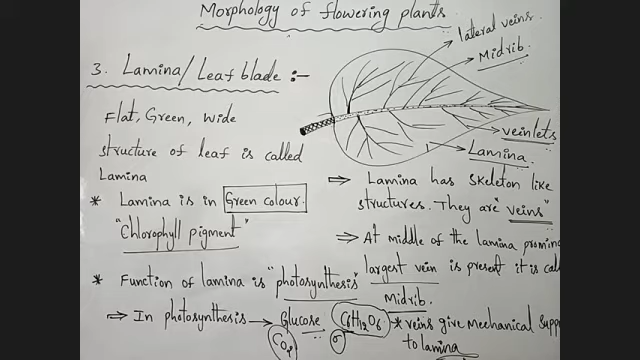 Morphology of flowering plants
3. Lamina/Leaf blade :-
Flat, Green, wide
structure of leaf is called
Lamina
* Lamina is in Green colour.
"Chlorophyll pigment"
* Function of lamina is "photosynthesis"
⇒ In photosynthesis → Glucose C6H12O6
CO2
lateral veins
Midrib.
veinlets
Lamina.
⇒ Lamina has skeleton like
structures. They are "veins"
⇒ At middle of the lamina promin
largest vein is present it is call
Midrib.
* veins give Mechanical supp
to lamina